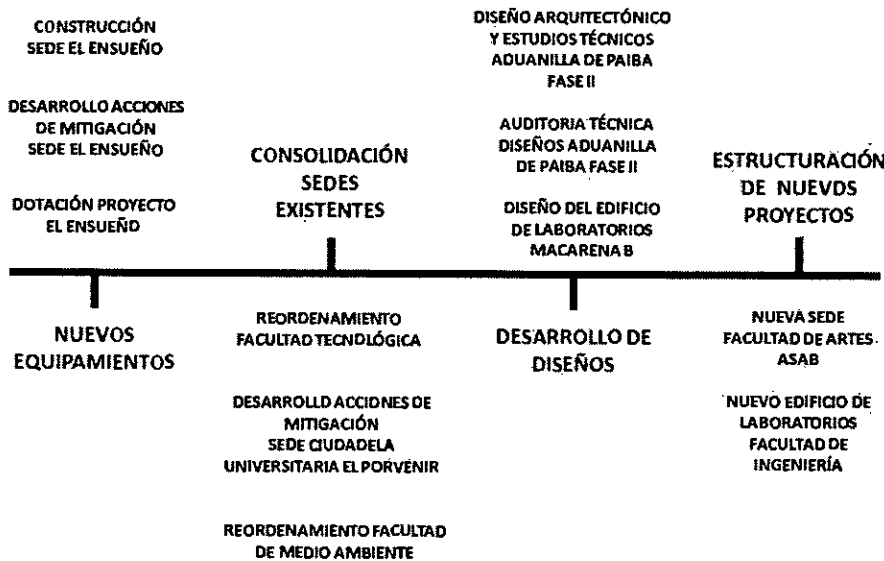 CONSTRUCCIÓN
SEDE EL ENSUEÑO
DESARROLLO ACCIONES
DE MITIGACIÓN
SEDE EL ENSUEÑO
DOTACIÓN PROYECTO
EL ENSUEÑO
NUEVOS
EQUIPAMIENTOS
CONSOLIDACIÓN
SEDES
EXISTENTES
REORDENAMIENTO
FACULTAD TECNOLÓGICA
DESARROLLO ACCIONES DE
MITIGACIÓN
SEDE CIUDADELA
UNIVERSITARIA EL PORVENIR
REORDENAMIENTO FACULTAD
DE MEDIO AMBIENTE
DISEÑO ARQUITECTÓNICO
Y ESTUDIOS TÉCNICOS
ADUANILLA DE PAIBA
FASE II
AUDITORIA TÉCNICA
DISEÑOS ADUANILLA
DE PAIBA FASE II
DISEÑO DEL EDIFICIO
DE LABORATORIOS
MACARENA B
DESARROLLO DE
DISEÑOS
ESTRUCTURACIÓN
DE NUEVOS
PROYECTOS
NUEVA SEDE
FACULTAD DE ARTES
ASAB
NUEVO EDIFICIO DE
LABORATORIOS
FACULTAD DE
INGENIERÍA